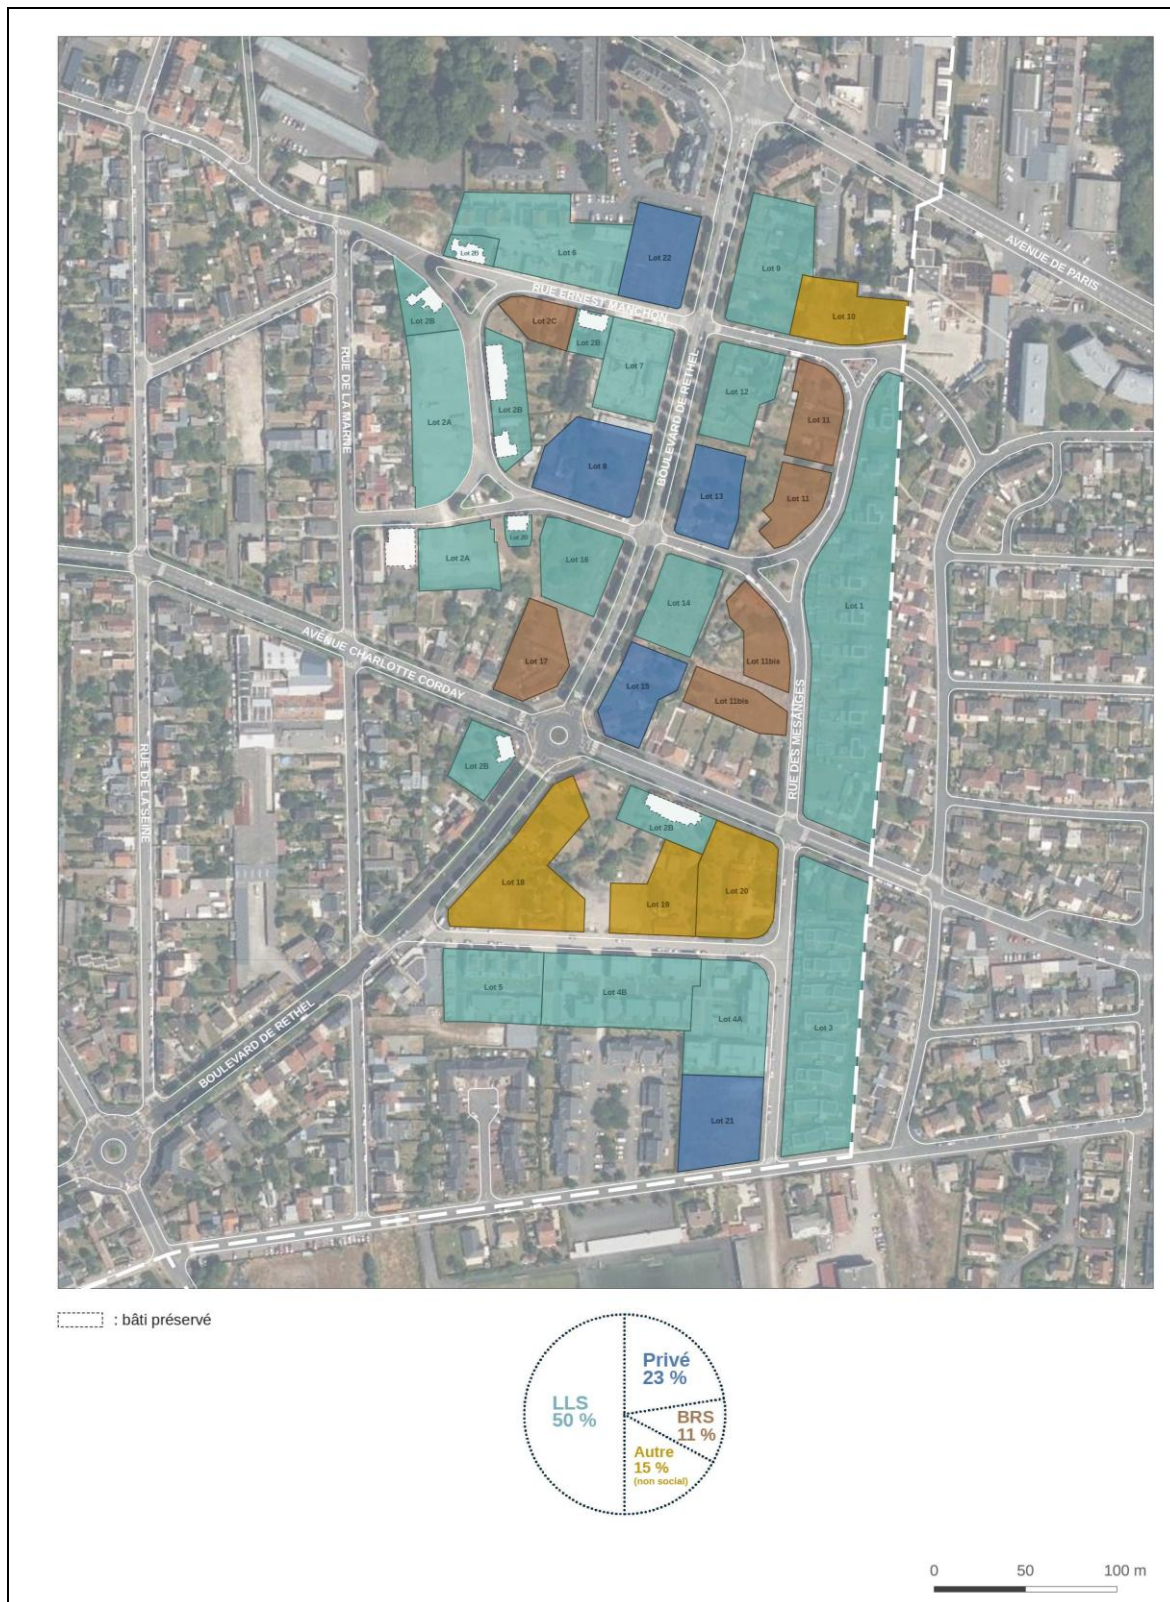 AVENUE DE PARIS
Lot 2B
Lot 6
Lot 22
Lot 9
RUE ERNEST MANCHON
Lot 10
Lot 2B
Lot 2C
Lot 2B
Lot 7
RUE DE LA MARNE
BOULEVARD DE RETHEL
Lot 12
Lot 11
Lot 2A
Lot 2B
Lot 8
Lot 13
Lot 11
Lot 2B
Lot 2A
Lot 16
Lot 14
Lot 1
AVENUE CHARLOTTE CORDAY
Lot 17
Lot 15
Lot 11bis
Lot 11bis
RUE DES MESANGES
RUE DE LA SEINE
Lot 2B
Lot 2B
Lot 18
Lot 19
Lot 20
Lot 5
Lot 4B
Lot 4A
Lot 3
BOULEVARD DE RETHEL
Lot 21
: bâti préservé
Privé
23 %
LLS
50 %
BRS
11 %
Autre
15 %
(non social)
0 50 100 m